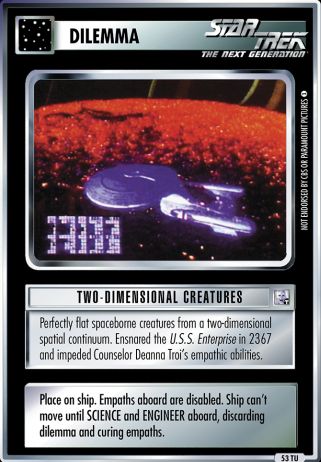 DILEMMA
STAR TREK
THE NEXT GENERATION
NOT ENDORSED BY CBS OR PARAMOUNT PICTURES
TWO-DIMENSIONAL CREATURES
Perfectly flat spaceborne creatures from a two-dimensional
spatial continuum. Ensnared the U.S.S. Enterprise in 2367
and impeded Counselor Deanna Troi's empathic abilities.
Place on ship. Empaths aboard are disabled. Ship can't
move until SCIENCE and ENGINEER aboard, discarding
dilemma and curing empaths.
53 TU